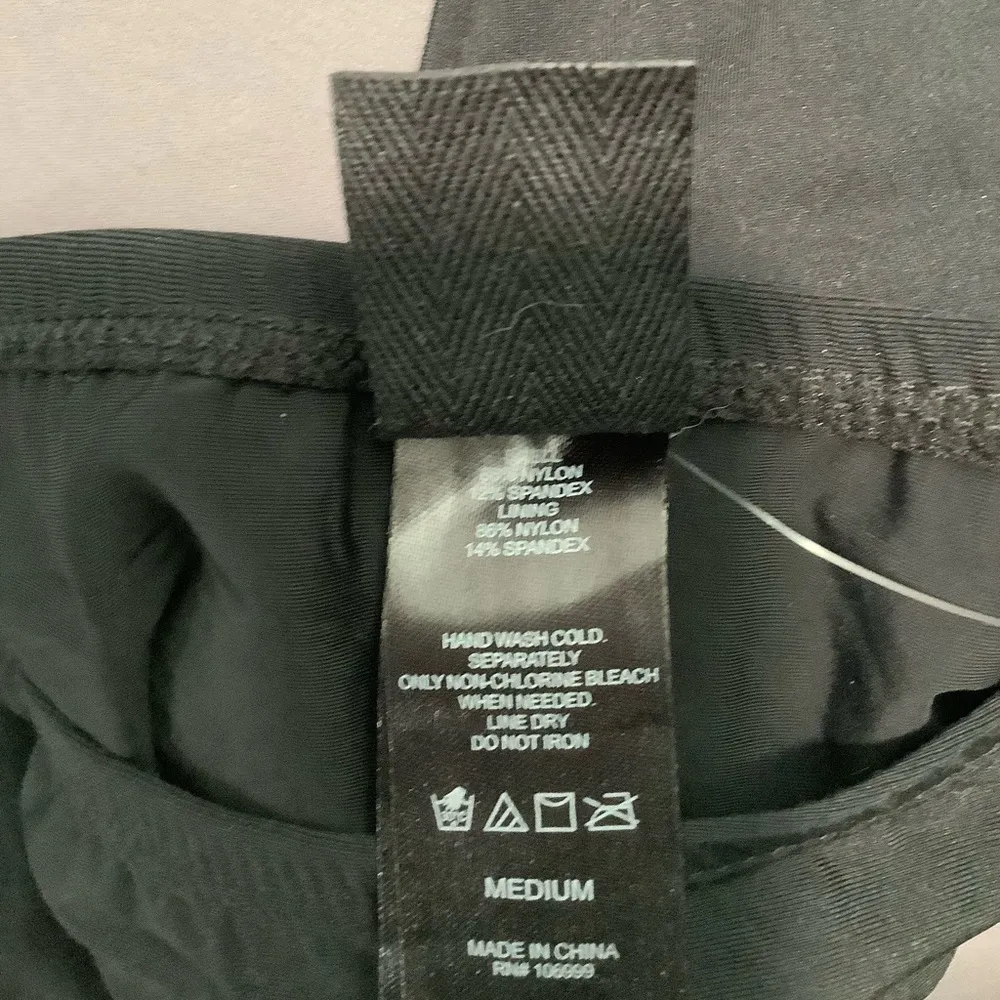 NYLON
SPANDEX
LINING
86% NYLON
14% SPANDEX
HAND WASH COLD.
SEPARATELY
ONLY NON-CHLORINE BLEACH
WHEN NEEDED.
LINE DRY
DO NOT IRON
MEDIUM
MADE IN CHINA
RN# 106999